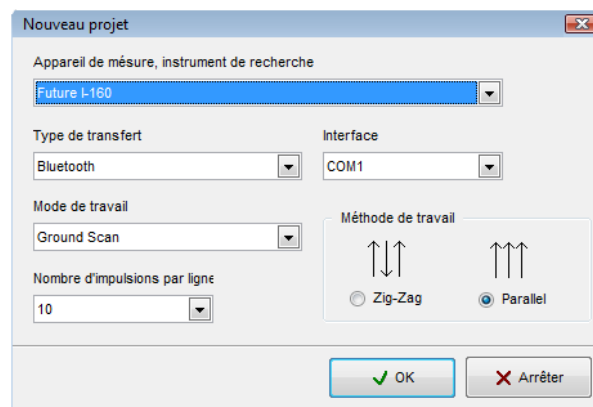 Nouveau projet
Appareil de mésure, instrument de recherche
Future I-160
Type de transfert
Interface
Bluetooth
COM1
Mode de travail
Méthode de travail
Ground Scan
Nombre d'impulsions par ligne
Zig-Zag
Parallel
10
OK
Arrêter